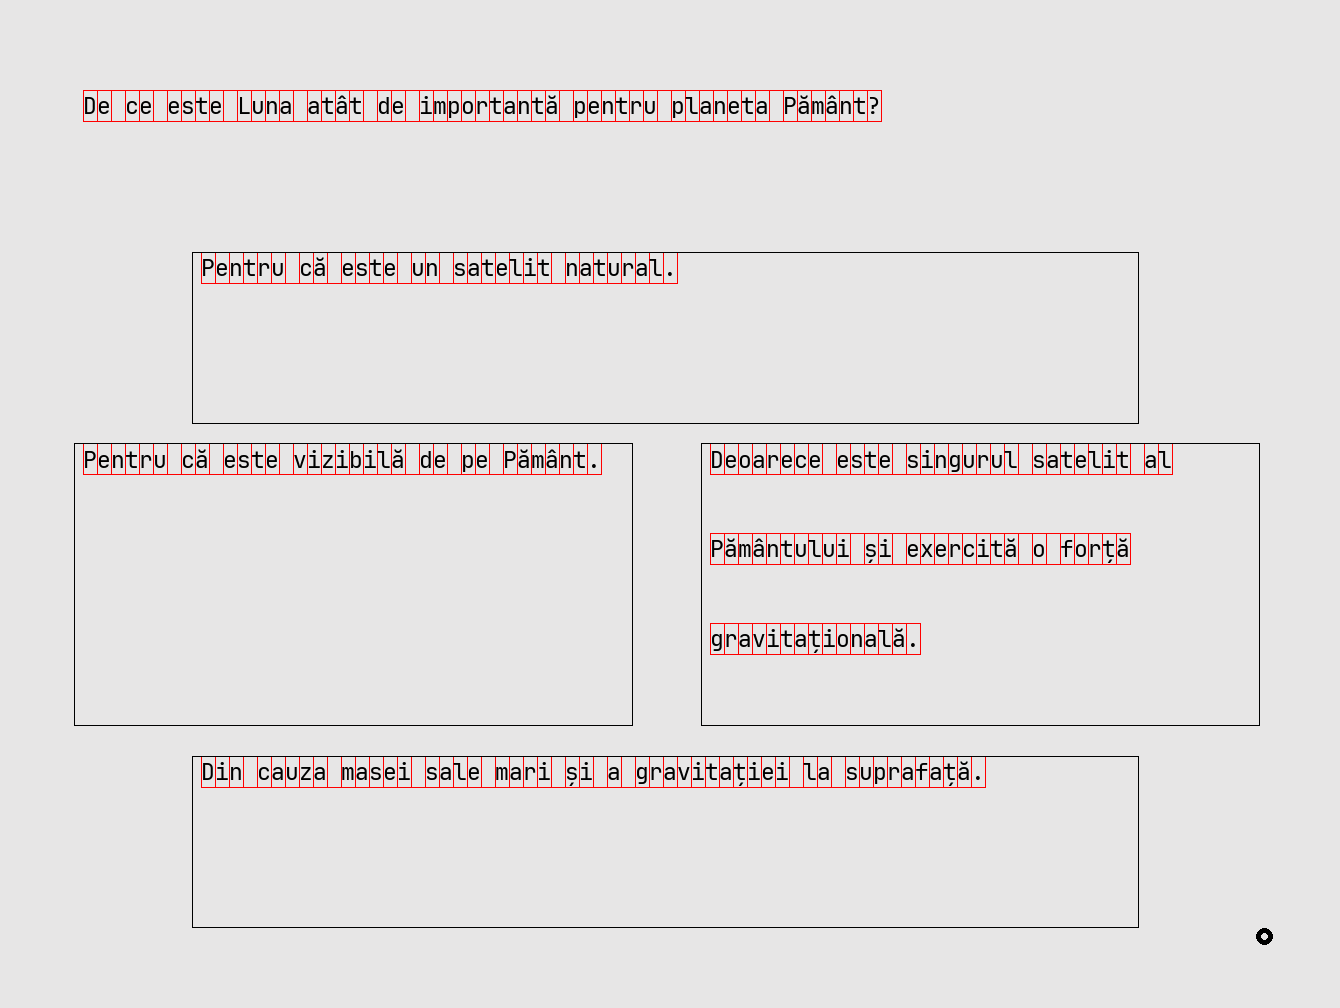 De ce este Luna atât de importantă pentru planeta Pământ?
Pentru că este un satelit natural.
Pentru că este vizibilă de pe Pământ.
Deoarece este singurul satelit al
Pământului și exercită o forță
gravitațională.
Din cauza masei sale mari și a gravitației la suprafață.